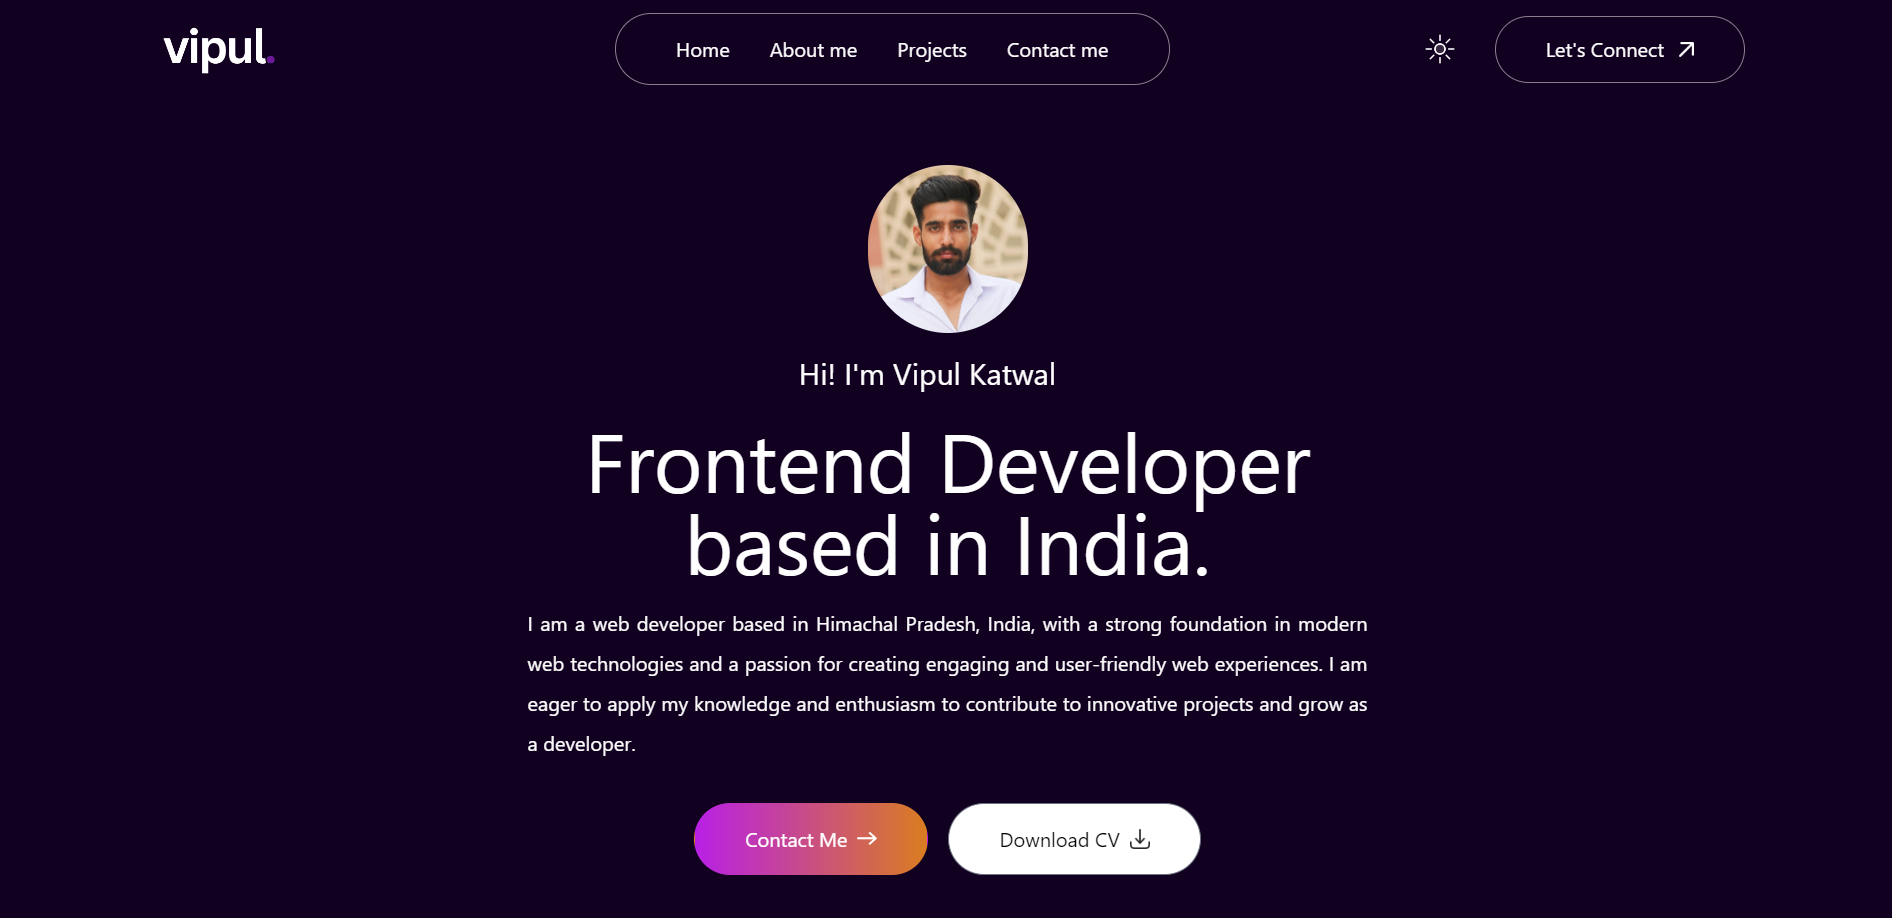 vipul.
Home
About me
Projects
Contact me
Let's Connect
Hi! I'm Vipul Katwal
Frontend Developer
based in India.
I am a web developer based in Himachal Pradesh, India, with a strong foundation in modern
web technologies and a passion for creating engaging and user-friendly web experiences. I am
eager to apply my knowledge and enthusiasm to contribute to innovative projects and grow as
a developer.
Contact Me
Download CV